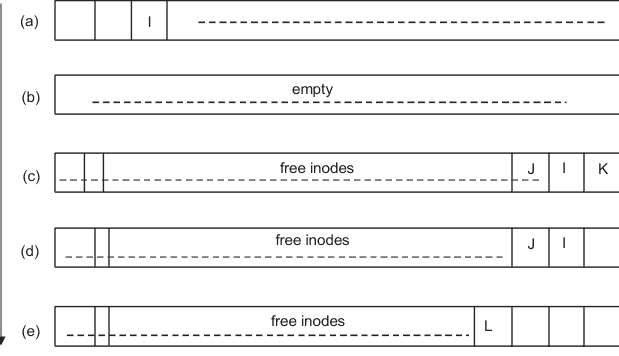 (a) I
(b) empty
(c) free inodes J I K
(d) free inodes J I
(e) free inodes L